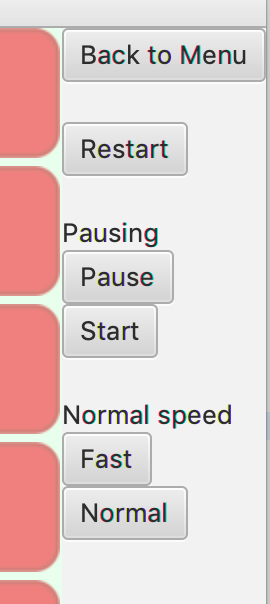 Back to Menu
Restart
Pausing
Pause
Start
Normal speed
Fast
Normal